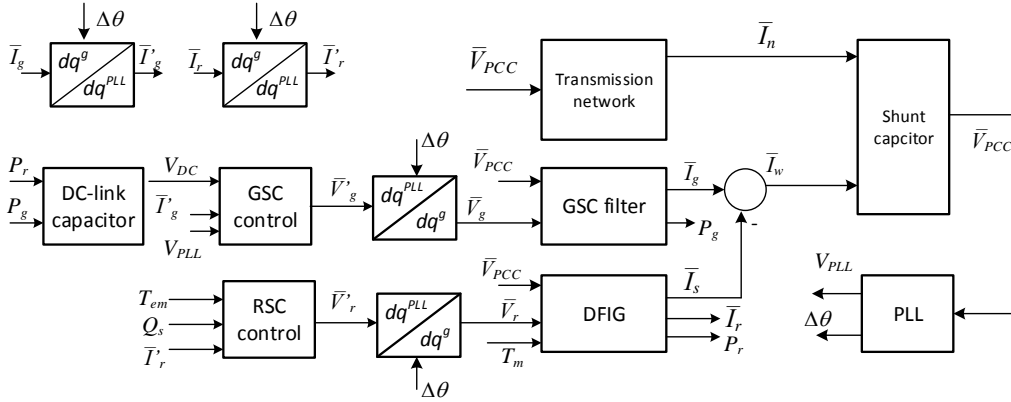 Δθ
Δθ
I̅g
dq^g
dq^PLL
I̅'g
I̅r
dq^g
dq^PLL
I̅'r
V̅PCC
Transmission
network
I̅n
Shunt
capcitor
V̅PCC
Pr
Pg
DC-link
capacitor
VDC
I̅'g
VPLL
GSC
control
V̅'g
Δθ
dq^PLL
dq^g
V̅g
V̅PCC
GSC filter
I̅g
Pg
I̅w
-
Tem
Qs
I̅'r
RSC
control
V̅'r
dq^PLL
dq^g
Δθ
V̅PCC
V̅r
Tm
DFIG
I̅s
I̅r
Pr
VPLL
Δθ
PLL